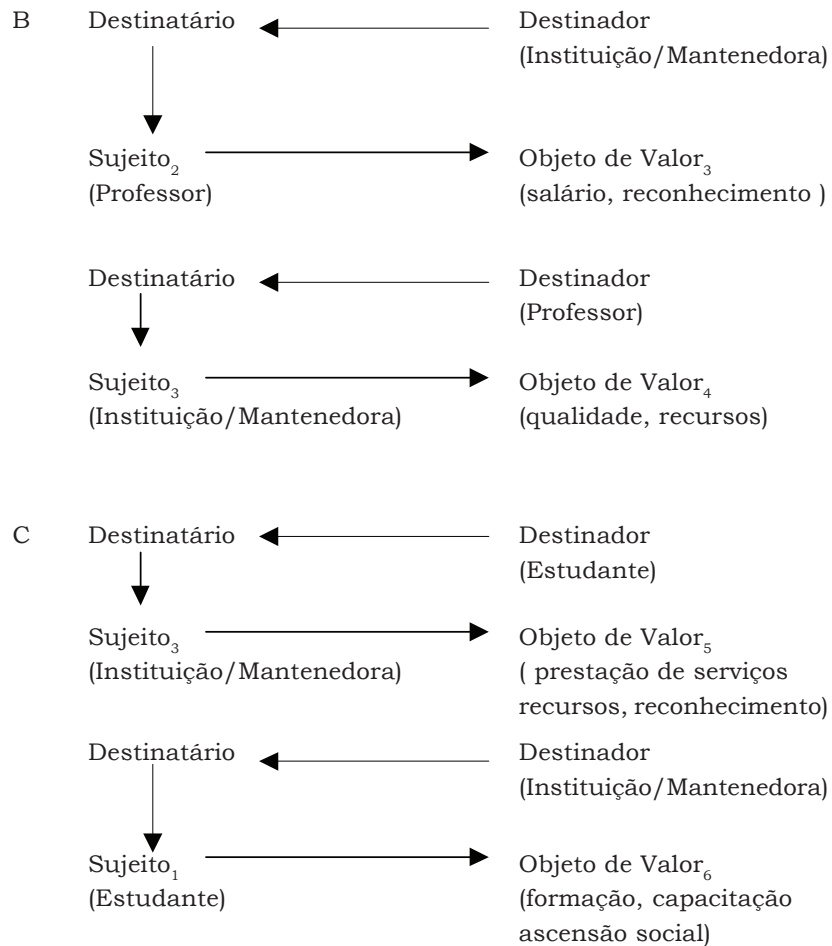 B Destinatário Destinador
(Instituição/Mantenedora)
Sujeito₂ Objeto de Valor₃
(Professor) (salário, reconhecimento )
Destinatário Destinador
(Professor)
Sujeito₃ Objeto de Valor₄
(Instituição/Mantenedora) (qualidade, recursos)
C Destinatário Destinador
(Estudante)
Sujeito₃ Objeto de Valor₅
(Instituição/Mantenedora) ( prestação de serviços
recursos, reconhecimento)
Destinatário Destinador
(Instituição/Mantenedora)
Sujeito₁ Objeto de Valor₆
(Estudante) (formação, capacitação
ascensão social)